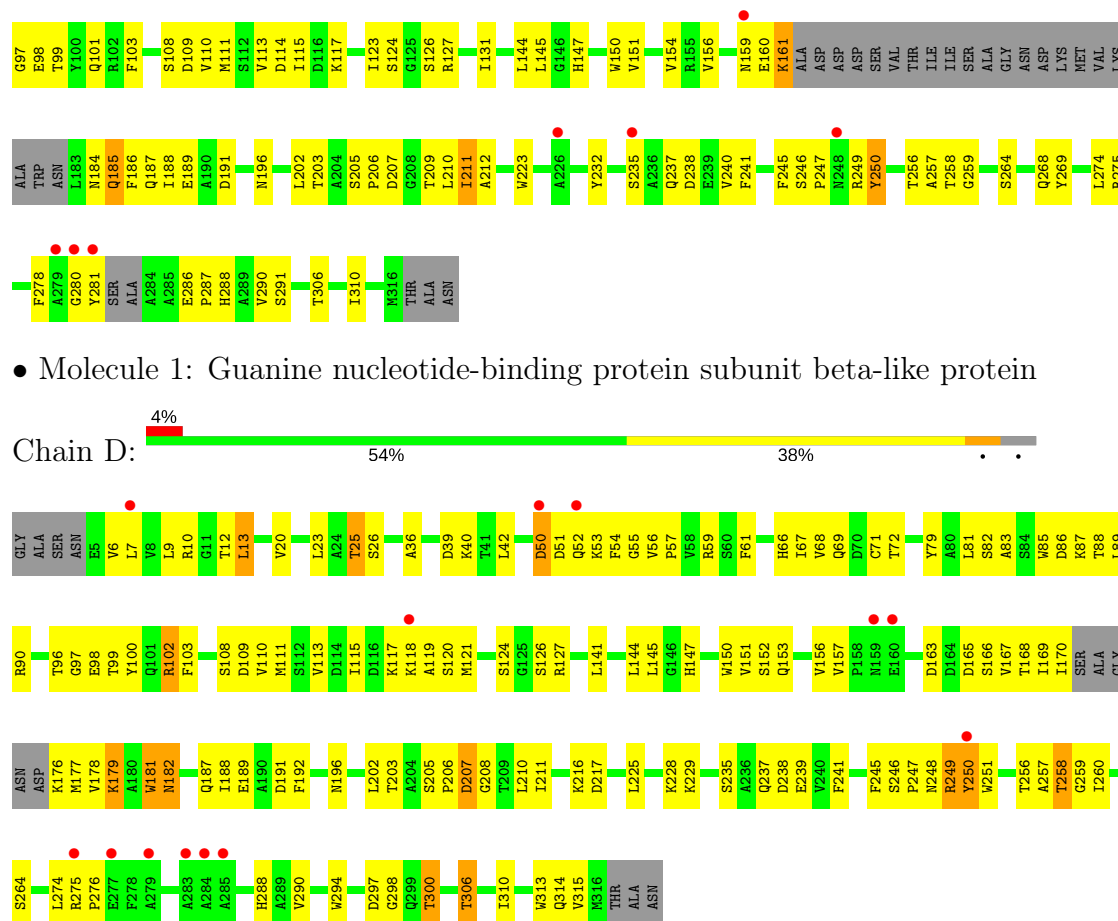 G97 E98 T99 Y100 Q101 R102 F103 S108 D109 V110 M111 S112 V113 D114 I115 D116 K117 I123 S124 G125 S126 R127 I131 L144 L145 G146 H147 W150 V151 V154 R155 V156 N159 E160 K161 ALA ASP ASP ASP SER VAL THR ILE ILE SER ALA GLY ASN ASP LYS MET VAL LYS
ALA TRP ASN L183 N184 Q185 F186 Q187 I188 E189 A190 D191 N196 L202 T203 A204 S205 P206 D207 G208 T209 L210 I211 A212 W223 A226 Y232 S235 A236 Q237 D238 E239 V240 F241 F245 S246 P247 N248 R249 Y250 T256 A257 T258 G259 S264 Q268 Y269 L274 R275
F278 A279 G280 Y281 SER ALA A284 A285 E286 P287 H288 A289 V290 S291 T306 I310 M316 THR ALA ASN
• Molecule 1: Guanine nucleotide-binding protein subunit beta-like protein
4%
Chain D:
54% 38% • •
GLY ALA SER ASN E5 V6 L7 V8 L9 R10 G11 T12 L13 V20 L23 A24 T25 S26 A36 D39 K40 T41 L42 D50 D51 Q52 K53 F54 G55 V56 P57 V58 R59 S60 F61 H66 I67 V68 Q69 D70 C71 T72 Y79 A80 L81 S82 A83 S84 W85 D86 K87 T88 L89
R90 T96 G97 E98 T99 Y100 Q101 R102 F103 S108 D109 V110 M111 S112 V113 D114 I115 D116 K117 K118 A119 S120 M121 S124 G125 S126 R127 L141 L144 L145 G146 H147 W150 V151 S152 Q153 V156 V157 P158 N159 E160 D163 D164 D165 S166 V167 T168 I169 I170 SER ALA GLY
ASN ASP K176 M177 V178 K179 A180 W181 N182 Q187 I188 E189 A190 D191 F192 N196 L202 T203 A204 S205 P206 D207 G208 T209 L210 I211 K216 D217 L225 K228 K229 S235 A236 Q237 D238 E239 V240 F241 F245 S246 P247 N248 R249 Y250 W251 T256 A257 T258 G259 I260
S264 L274 R275 P276 E277 F278 A279 A283 A284 A285 H288 A289 V290 W294 D297 G298 Q299 T300 T306 I310 W313 Q314 V315 M316 THR ALA ASN